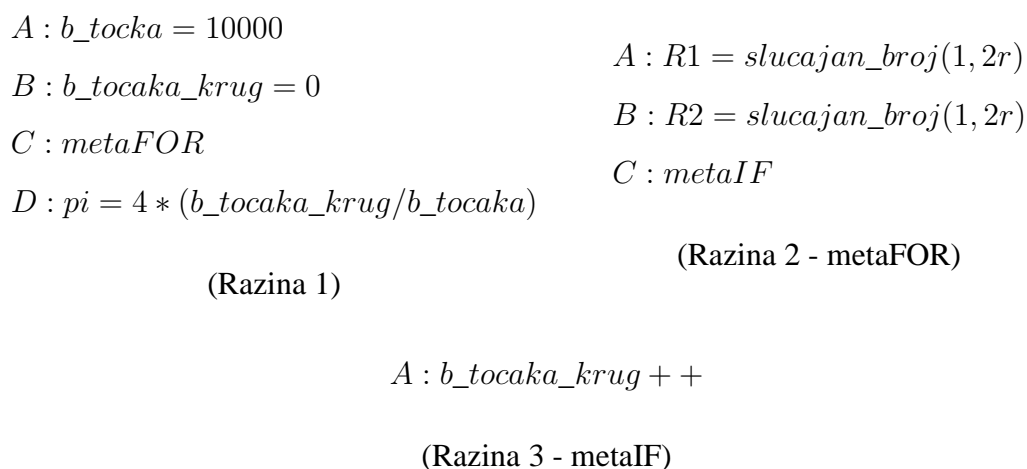 A : b_tocka = 10000
B : b_tocaka_krug = 0
C : metaFOR
D : pi = 4 ∗ (b_tocaka_krug/b_tocaka)
(Razina 1)
A : R1 = slucajan_broj(1, 2r)
B : R2 = slucajan_broj(1, 2r)
C : metaIF
(Razina 2 - metaFOR)
A : b_tocaka_krug + +
(Razina 3 - metaIF)